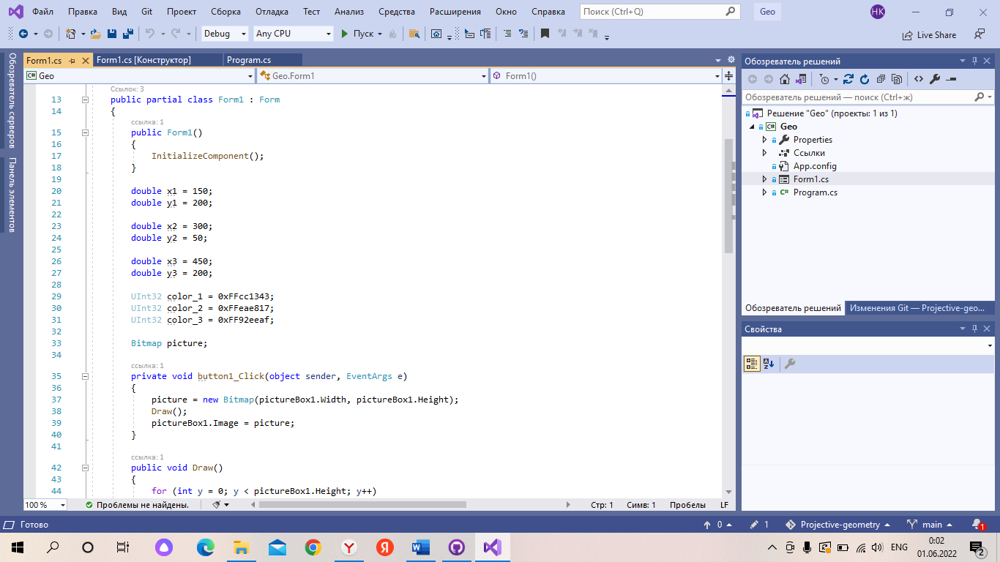 Файл Правка Вид Git Проект Сборка Отладка Тест Анализ Средства Расширения Окно Справка Поиск (Ctrl+Q) Geo НК
Debug Any CPU Пуск Live Share
Обозреватель серверов
Панель элементов
Form1.cs Form1.cs [Конструктор] Program.cs
Geo Geo.Form1 Form1()
Ссылок: 3
13 public partial class Form1 : Form
14 {
ссылка: 1
15 public Form1()
16 {
17 InitializeComponent();
18 }
19
20 double x1 = 150;
21 double y1 = 200;
22
23 double x2 = 300;
24 double y2 = 50;
25
26 double x3 = 450;
27 double y3 = 200;
28
29 UInt32 color_1 = 0xFFcc1343;
30 UInt32 color_2 = 0xFFeae817;
31 UInt32 color_3 = 0xFF92eeaf;
32
33 Bitmap picture;
34
ссылка: 1
35 private void button1_Click(object sender, EventArgs e)
36 {
37 picture = new Bitmap(pictureBox1.Width, pictureBox1.Height);
38 Draw();
39 pictureBox1.Image = picture;
40 }
41
ссылка: 1
42 public void Draw()
43 {
44 for (int y = 0; y < pictureBox1.Height; y++)
100 % Проблемы не найдены. Стр: 1 Симв: 1 Пробелы LF
Обозреватель решений
Обозреватель решений — поиск (Ctrl+ж)
Решение "Geo" (проекты: 1 из 1)
C# Geo
Properties
Ссылки
App.config
Form1.cs
C# Program.cs
Обозреватель решений Изменения Git — Projective-geo...
Свойства
Готово 0 1 Projective-geometry main 1
ENG 0:02
01.06.2022 2